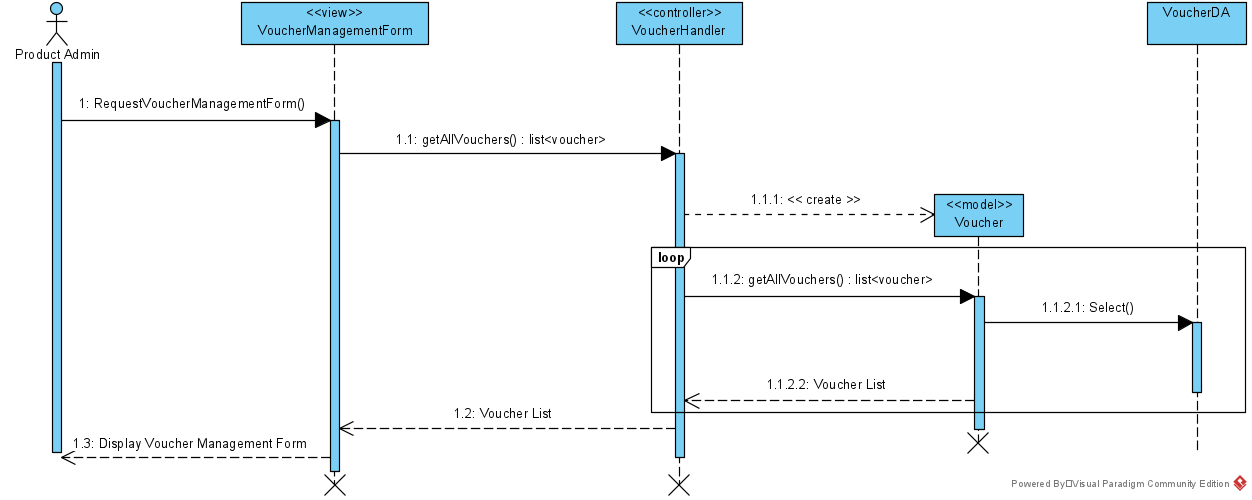 <<view>>
VoucherManagementForm
<<controller>>
VoucherHandler
VoucherDA
Product Admin
1: RequestVoucherManagementForm()
1.1: getAllVouchers() : list<voucher>
1.1.1: << create >>
<<model>>
Voucher
loop
1.1.2: getAllVouchers() : list<voucher>
1.1.2.1: Select()
1.1.2.2: Voucher List
1.2: Voucher List
1.3: Display Voucher Management Form
Powered By□Visual Paradigm Community Edition